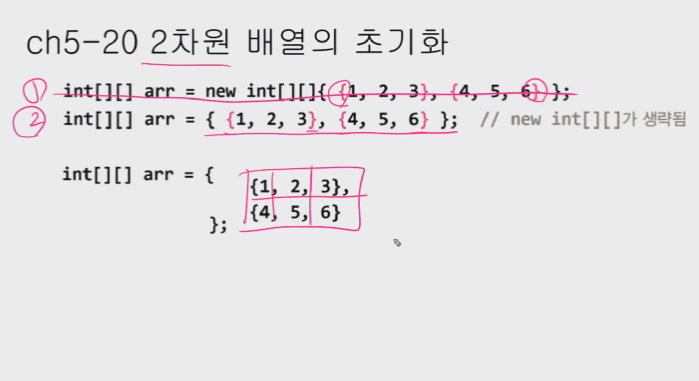 ch5-20 2차원 배열의 초기화
① int[][] arr = new int[][]{ {1, 2, 3}, {4, 5, 6} };
② int[][] arr = { {1, 2, 3}, {4, 5, 6} }; // new int[][]가 생략됨
int[][] arr = {
{1, 2, 3},
{4, 5, 6}
};